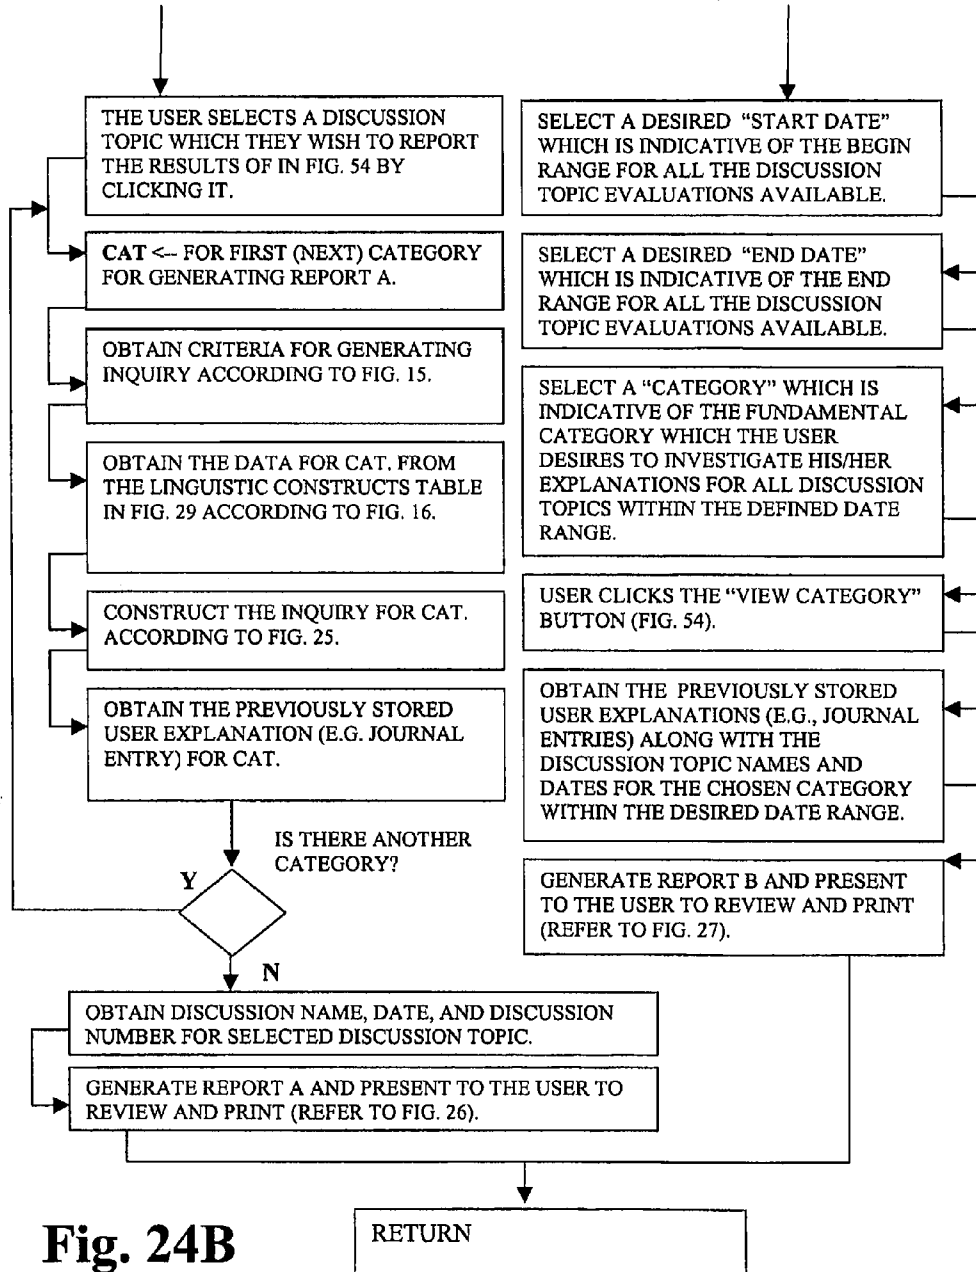 THE USER SELECTS A DISCUSSION
TOPIC WHICH THEY WISH TO REPORT
THE RESULTS OF IN FIG. 54 BY
CLICKING IT.
CAT <-- FOR FIRST (NEXT) CATEGORY
FOR GENERATING REPORT A.
OBTAIN CRITERIA FOR GENERATING
INQUIRY ACCORDING TO FIG. 15.
OBTAIN THE DATA FOR CAT. FROM
THE LINGUISTIC CONSTRUCTS TABLE
IN FIG. 29 ACCORDING TO FIG. 16.
CONSTRUCT THE INQUIRY FOR CAT.
ACCORDING TO FIG. 25.
OBTAIN THE PREVIOUSLY STORED
USER EXPLANATION (E.G. JOURNAL
ENTRY) FOR CAT.
IS THERE ANOTHER
CATEGORY?
Y
N
OBTAIN DISCUSSION NAME, DATE, AND DISCUSSION
NUMBER FOR SELECTED DISCUSSION TOPIC.
GENERATE REPORT A AND PRESENT TO THE USER TO
REVIEW AND PRINT (REFER TO FIG. 26).
SELECT A DESIRED “START DATE”
WHICH IS INDICATIVE OF THE BEGIN
RANGE FOR ALL THE DISCUSSION
TOPIC EVALUATIONS AVAILABLE.
SELECT A DESIRED “END DATE”
WHICH IS INDICATIVE OF THE END
RANGE FOR ALL THE DISCUSSION
TOPIC EVALUATIONS AVAILABLE.
SELECT A “CATEGORY” WHICH IS
INDICATIVE OF THE FUNDAMENTAL
CATEGORY WHICH THE USER
DESIRES TO INVESTIGATE HIS/HER
EXPLANATIONS FOR ALL DISCUSSION
TOPICS WITHIN THE DEFINED DATE
RANGE.
USER CLICKS THE “VIEW CATEGORY”
BUTTON (FIG. 54).
OBTAIN THE PREVIOUSLY STORED
USER EXPLANATIONS (E.G., JOURNAL
ENTRIES) ALONG WITH THE
DISCUSSION TOPIC NAMES AND
DATES FOR THE CHOSEN CATEGORY
WITHIN THE DESIRED DATE RANGE.
GENERATE REPORT B AND PRESENT
TO THE USER TO REVIEW AND PRINT
(REFER TO FIG. 27).
RETURN
Fig. 24B